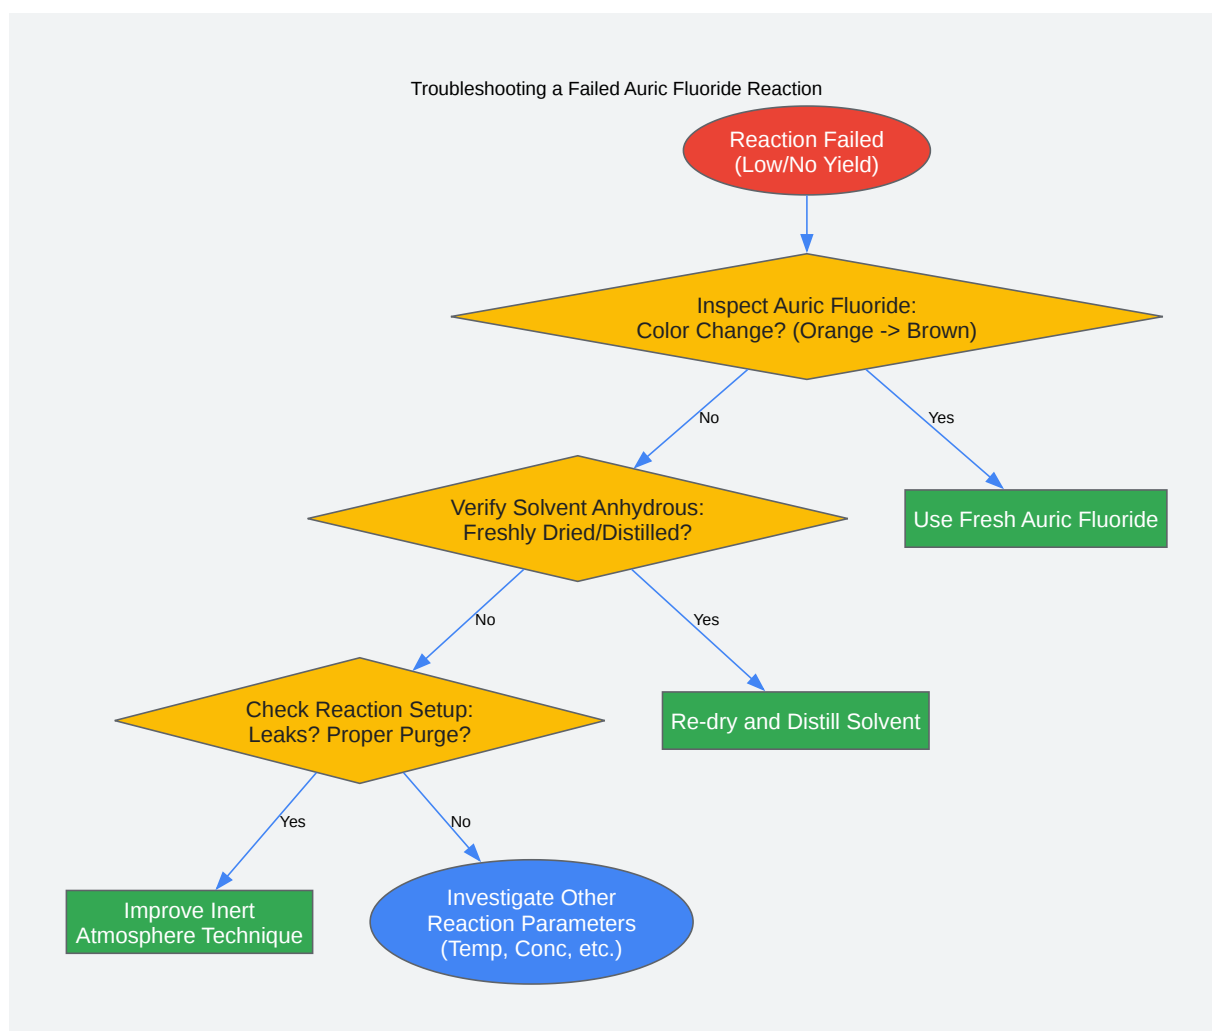 Troubleshooting a Failed Auric Fluoride Reaction
Reaction Failed
(Low/No Yield)
Inspect Auric Fluoride:
Color Change? (Orange -> Brown)
No
Yes
Verify Solvent Anhydrous:
Freshly Dried/Distilled?
Use Fresh Auric Fluoride
No
Yes
Check Reaction Setup:
Leaks? Proper Purge?
Re-dry and Distill Solvent
Yes
No
Improve Inert
Atmosphere Technique
Investigate Other
Reaction Parameters
(Temp, Conc, etc.)